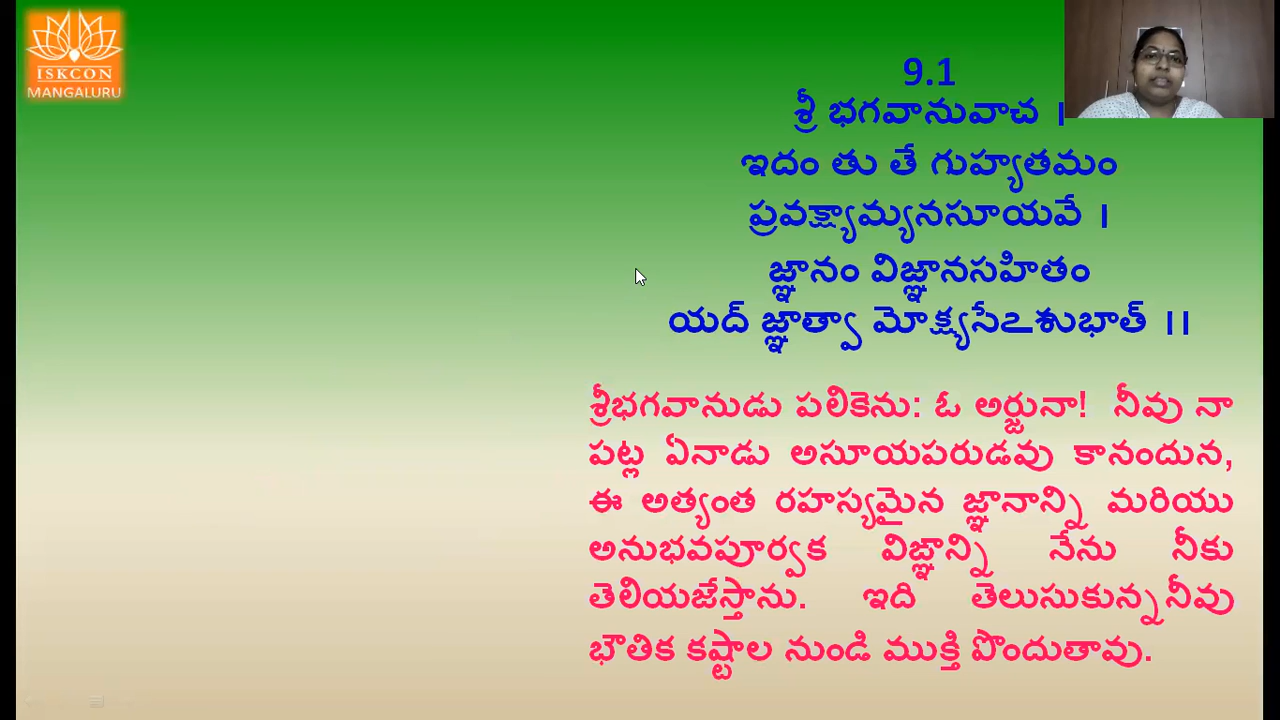 ISKCON
MANGALURU
9.1
శ్రీ భగవానువాచ ।
ఇదం తు తే గుహ్యతమం
ప్రవక్ష్యామ్యనసూయవే ।
జ్ఞానం విజ్ఞానసహితం
యద్ జ్ఞాత్వా మోక్ష్యసేఽశుభాత్ ।।
శ్రీభగవానుడు పలికెను: ఓ అర్జునా! నీవు నా
పట్ల ఏనాడు అసూయపరుడవు కానందున,
ఈ అత్యంత రహస్యమైన జ్ఞానాన్ని మరియు
అనుభవపూర్వక విజ్ఞాన్ని నేను నీకు
తెలియజేస్తాను. ఇది తెలుసుకున్న నీవు
భౌతిక కష్టాల నుండి ముక్తి పొందుతావు.